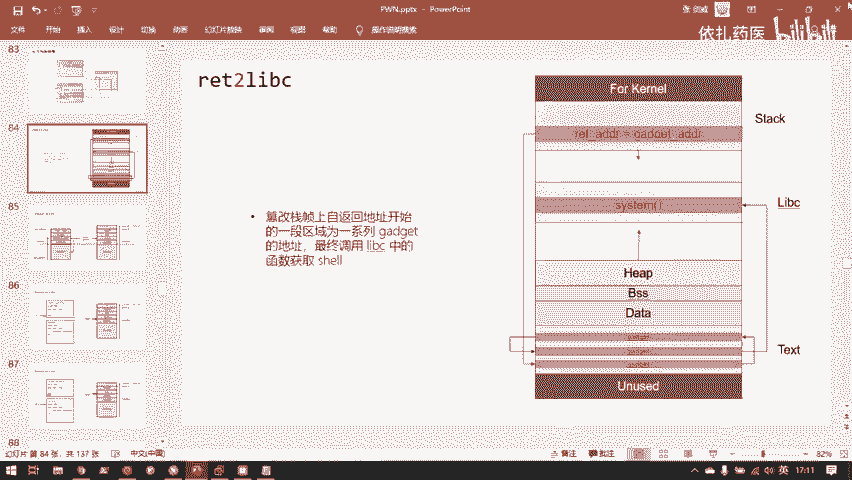 PWN.pptx - PowerPoint
文件 开始 插入 设计 切换 动画 幻灯片放映 审阅 视图 帮助 操作说明搜索
依扎药医 bilibili
83
84
85
86
87
88
ret2libc
篡改栈帧上自返回地址开始
的一段区域为一系列 gadget
的地址，最终调用 libc 中的
函数获取 shell
For Kernel
Stack
ret_addr = gadget_addr
system()
Libc
Heap
Bss
Data
Text
Unused
幻灯片 第 84 张，共 137 张 中文(中国)
备注 批注 82%
英 17:11